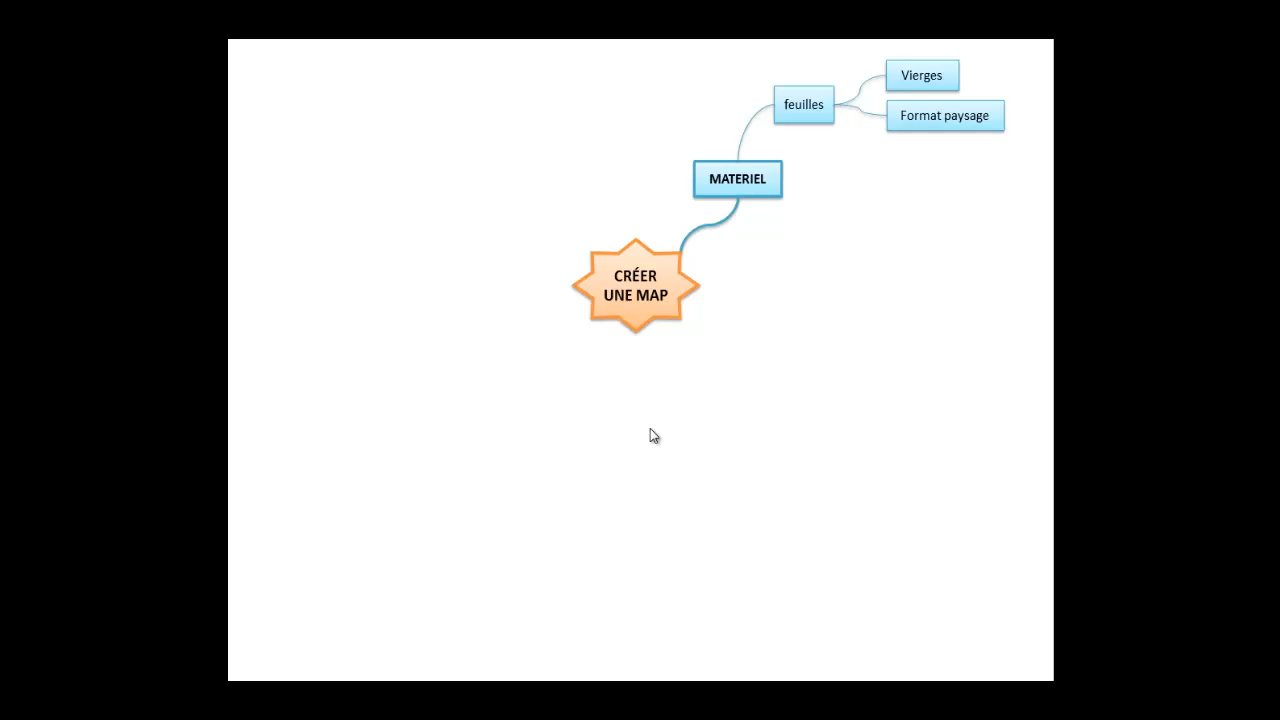 Vierges
feuilles
Format paysage
MATERIEL
CRÉER
UNE MAP